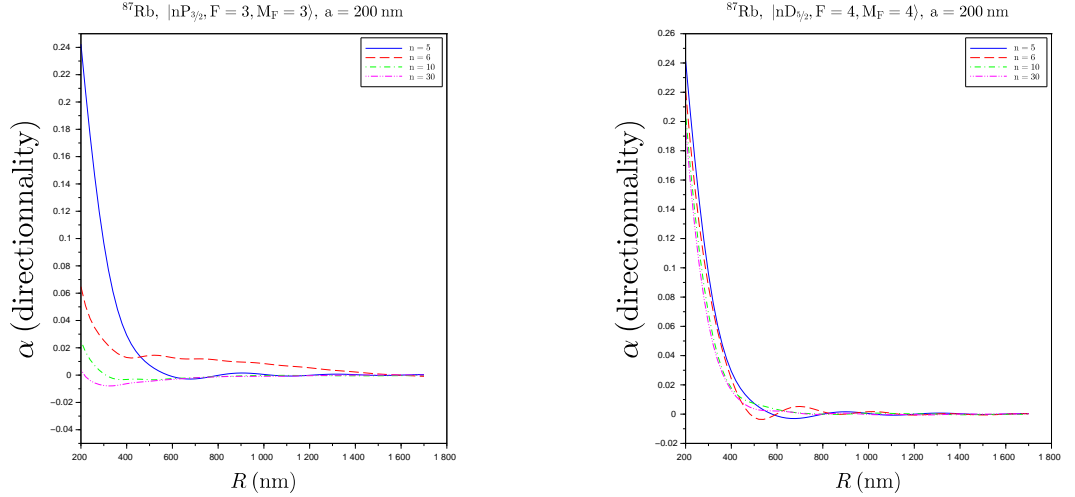 ⁸⁷Rb, |nP₃/₂, F = 3, M_F = 3⟩, a = 200 nm
α (directionnality)
0.26
0.24
0.22
0.2
0.18
0.16
0.14
0.12
0.1
0.08
0.06
0.04
0.02
0
−0.02
−0.04
n = 5
n = 6
n = 10
n = 30
200 400 600 800 1 000 1 200 1 400 1 600 1 800
R (nm)
⁸⁷Rb, |nD₅/₂, F = 4, M_F = 4⟩, a = 200 nm
α (directionnality)
0.26
0.24
0.22
0.2
0.18
0.16
0.14
0.12
0.1
0.08
0.06
0.04
0.02
0
−0.02
n = 5
n = 6
n = 10
n = 30
200 400 600 800 1 000 1 200 1 400 1 600 1 800
R (nm)